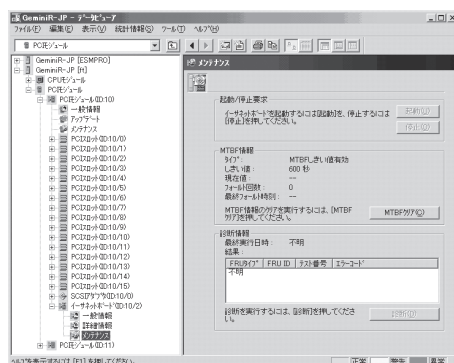 GeminiR-JP - ﾃﾞｰﾀﾋﾞｭｰｱ
ﾌｧｲﾙ(F) 編集(E) 表示(V) 統計情報(S) ﾂｰﾙ(T) ﾍﾙﾌﾟ(H)
PCIﾓｼﾞｭｰﾙ
GeminiR-JP [ESMPRO]
GeminiR-JP [ft]
CPUﾓｼﾞｭｰﾙ
PCIﾓｼﾞｭｰﾙ
PCIﾓｼﾞｭｰﾙ(ID:10)
一般情報
ｱｯﾌﾟﾃﾞｰﾄ
ﾒﾝﾃﾅﾝｽ
PCIｽﾛｯﾄ(ID:10/0)
PCIｽﾛｯﾄ(ID:10/1)
PCIｽﾛｯﾄ(ID:10/2)
PCIｽﾛｯﾄ(ID:10/3)
PCIｽﾛｯﾄ(ID:10/4)
PCIｽﾛｯﾄ(ID:10/5)
PCIｽﾛｯﾄ(ID:10/6)
PCIｽﾛｯﾄ(ID:10/7)
PCIｽﾛｯﾄ(ID:10/8)
PCIｽﾛｯﾄ(ID:10/9)
PCIｽﾛｯﾄ(ID:10/10)
PCIｽﾛｯﾄ(ID:10/11)
PCIｽﾛｯﾄ(ID:10/12)
PCIｽﾛｯﾄ(ID:10/13)
PCIｽﾛｯﾄ(ID:10/14)
PCIｽﾛｯﾄ(ID:10/15)
SCSIｱﾀﾞﾌﾟﾀ(ID:10/0)
ｲｰｻﾈｯﾄﾎﾞｰﾄﾞ(ID:10/2)
一般情報
詳細情報
ﾒﾝﾃﾅﾝｽ
PCIﾓｼﾞｭｰﾙ(ID:11)
ﾒﾝﾃﾅﾝｽ
起動/停止要求
ｲｰｻﾈｯﾄﾎﾞｰﾄﾞを起動するには[起動]を、停止するには
[停止]を押してください。
起動(U)
停止(D)
MTBF情報
ﾀｲﾌﾟ: MTBFしきい値有効
しきい値: 600 秒
現在値: ---
ﾌｫｰﾙﾄ回数: 0
最終ﾌｫｰﾙﾄ時刻: ---
MTBF情報のｸﾘｱを実行するには、[MTBF
ｸﾘｱ]を押してください。
MTBFｸﾘｱ(C)
診断情報
最終実行日時: 不明
結果:
FRUﾀｲﾌﾟ FRU ID ﾃｽﾄ番号 ｴﾗｰｺｰﾄﾞ
不明
診断を実行するには、[診断]を押してくださ
い。
診断(G)
ﾍﾙﾌﾟを表示するには [F1] を押してください。
正常 警告 異常